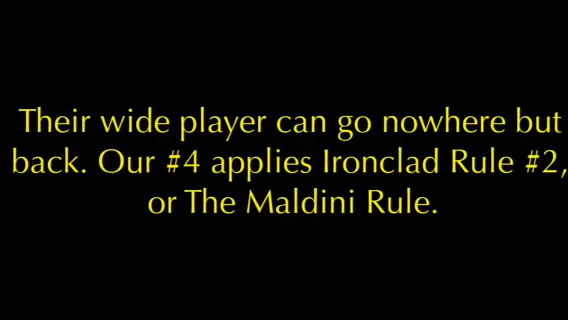 Their wide player can go nowhere but
back. Our #4 applies Ironclad Rule #2,
or The Maldini Rule.